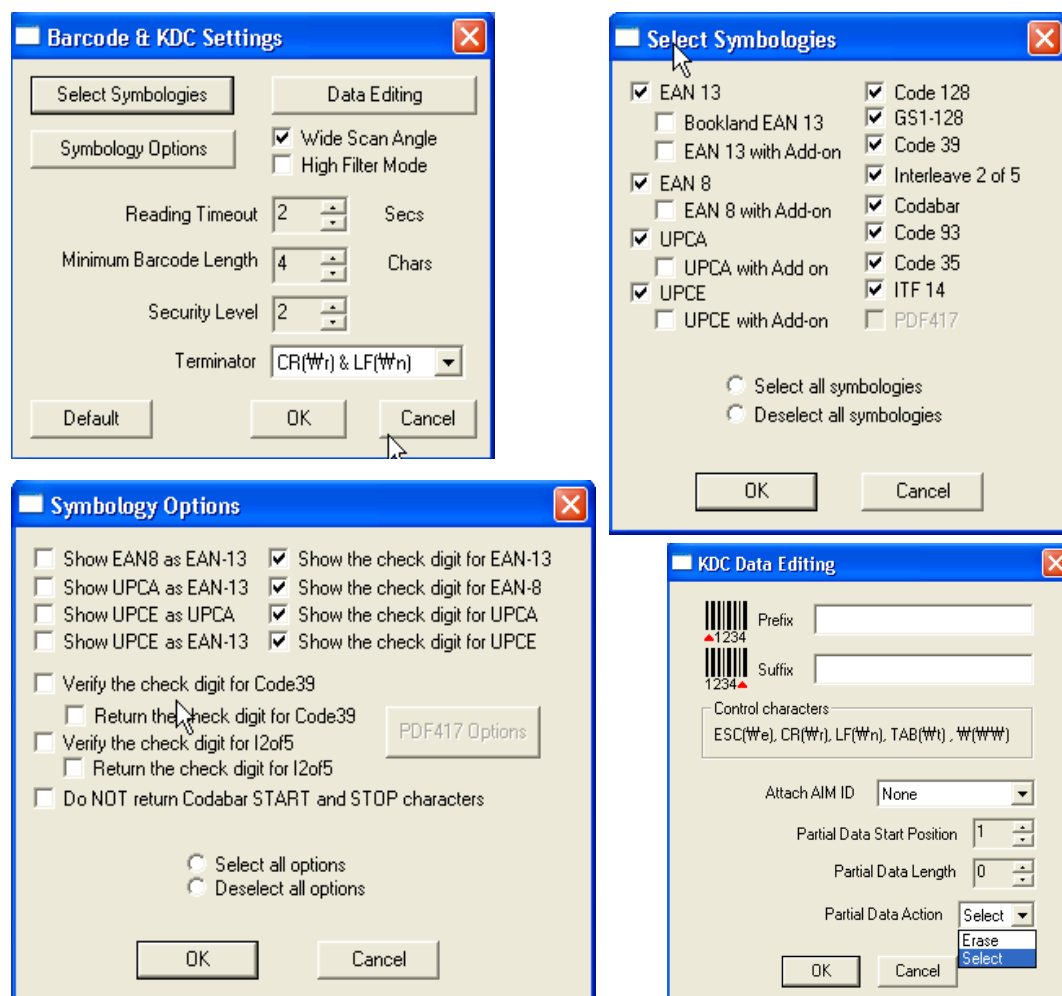 Barcode & KDC Settings
Select Symbologies
Data Editing
Symbology Options
Wide Scan Angle
High Filter Mode
Reading Timeout 2 Secs
Minimum Barcode Length 4 Chars
Security Level 2
Terminator CR(₩r) & LF(₩n)
Default OK Cancel
Select Symbologies
EAN 13
Bookland EAN 13
EAN 13 with Add-on
EAN 8
EAN 8 with Add-on
UPCA
UPCA with Add on
UPCE
UPCE with Add-on
Code 128
GS1-128
Code 39
Interleave 2 of 5
Codabar
Code 93
Code 35
ITF 14
PDF417
Select all symbologies
Deselect all symbologies
OK Cancel
Symbology Options
Show EAN8 as EAN-13
Show UPCA as EAN-13
Show UPCE as UPCA
Show UPCE as EAN-13
Show the check digit for EAN-13
Show the check digit for EAN-8
Show the check digit for UPCA
Show the check digit for UPCE
Verify the check digit for Code39
Return the check digit for Code39
Verify the check digit for I2of5
Return the check digit for I2of5
PDF417 Options
Do NOT return Codabar START and STOP characters
Select all options
Deselect all options
OK Cancel
KDC Data Editing
1234 Prefix
1234 Suffix
Control characters
ESC(₩e), CR(₩r), LF(₩n), TAB(₩t) , ₩(₩₩)
Attach AIM ID None
Partial Data Start Position 1
Partial Data Length 0
Partial Data Action Select
Erase
Select
OK Cancel